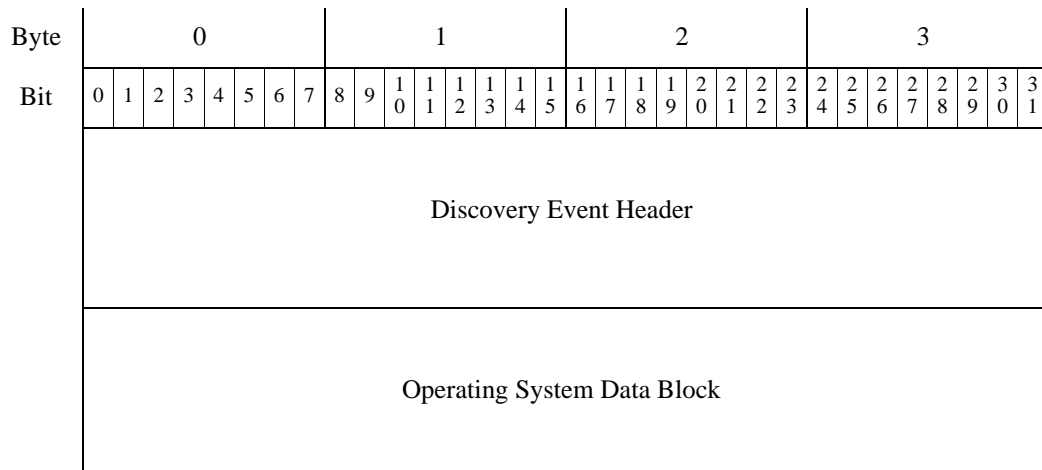 Byte 0 1 2 3
Bit 0 1 2 3 4 5 6 7 8 9 10 11 12 13 14 15 16 17 18 19 20 21 22 23 24 25 26 27 28 29 30 31
Discovery Event Header
Operating System Data Block